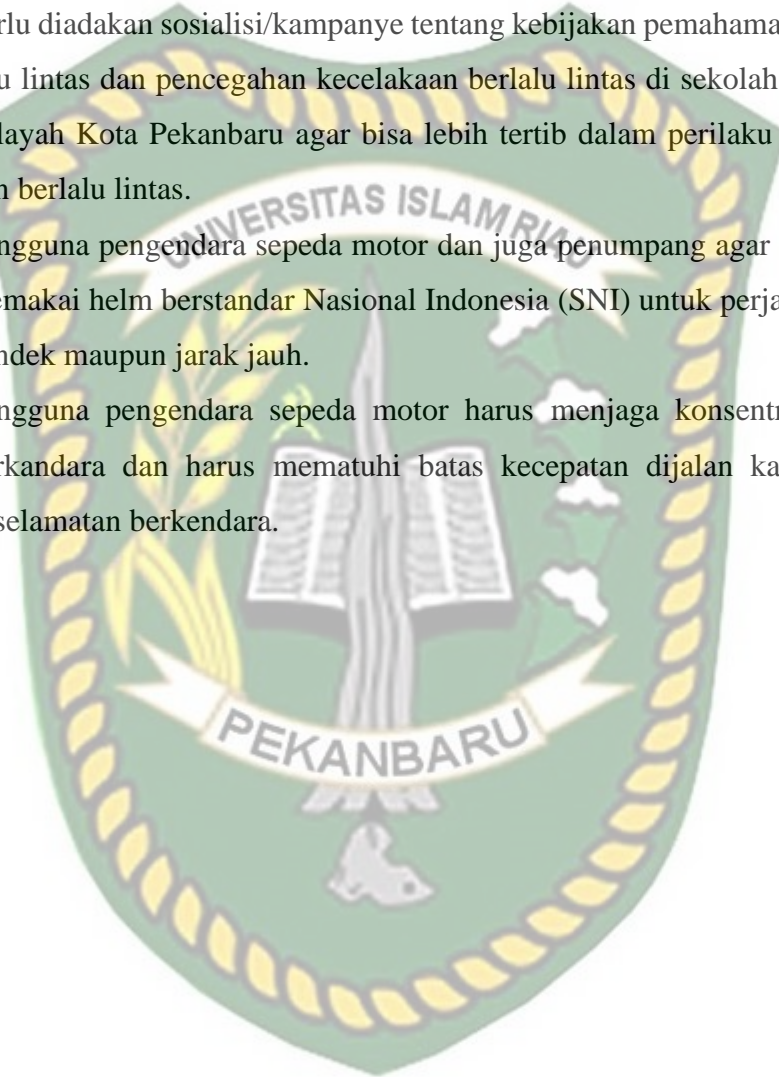 rlu diadakan sosialisi/kampanye tentang kebijakan pemahama
u lintas dan pencegahan kecelakaan berlalu lintas di sekolah
layah Kota Pekanbaru agar bisa lebih tertib dalam perilaku
n berlalu lintas.
ngguna pengendara sepeda motor dan juga penumpang agar
emakai helm berstandar Nasional Indonesia (SNI) untuk perja
ndek maupun jarak jauh.
ngguna pengendara sepeda motor harus menjaga konsentr
rkandara dan harus mematuhi batas kecepatan dijalan ka
selamatan berkendara.
UNIVERSITAS ISLAM RIAU
PEKANBARU